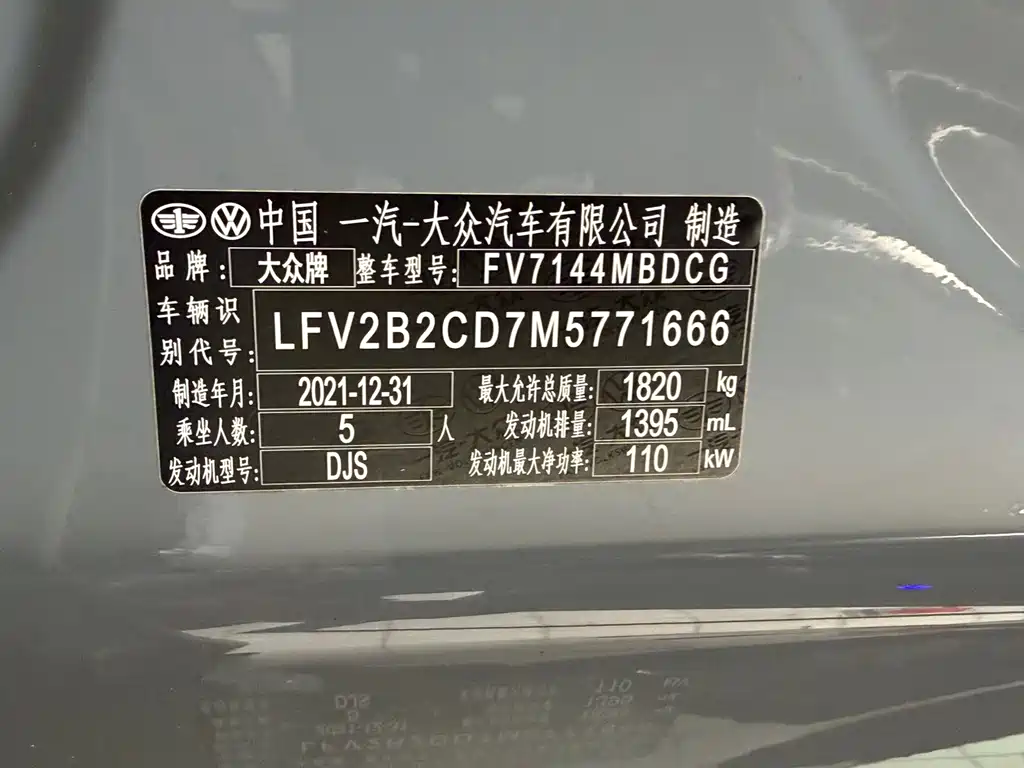 中国 一汽-大众汽车有限公司 制造
品牌: 大众牌 整车型号: FV7144MBDCG
车辆识别代号: LFV2B2CD7M5771666
制造年月: 2021-12-31 最大允许总质量: 1820 kg
乘坐人数: 5 人 发动机排量: 1395 mL
发动机型号: DJS 发动机最大净功率: 110 kW